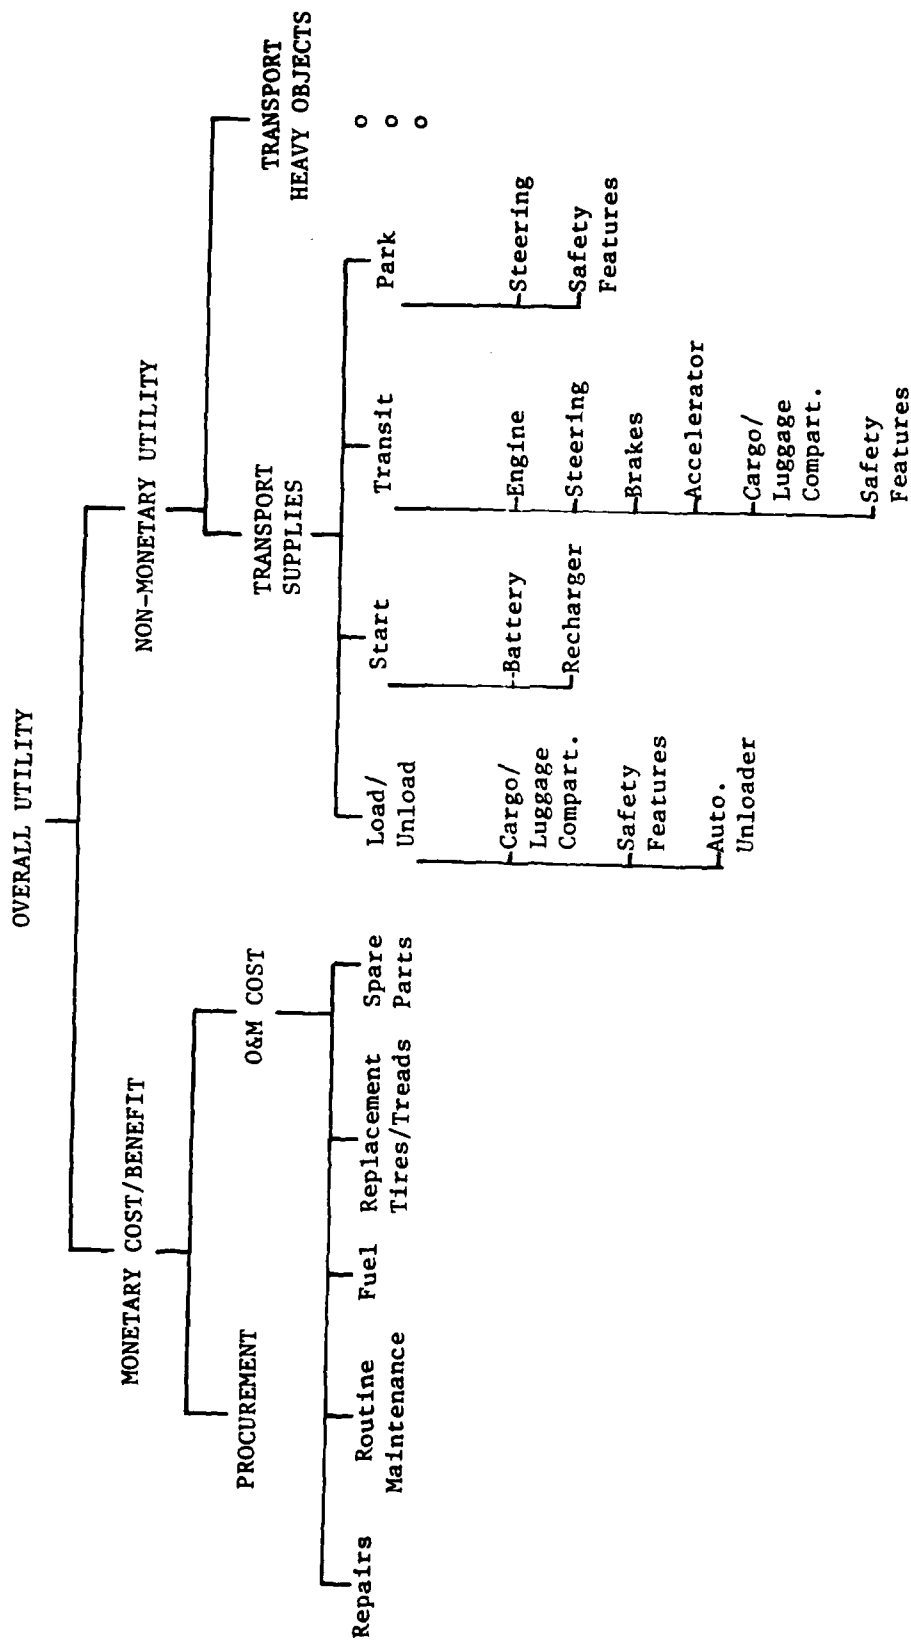 OVERALL UTILITY
MONETARY COST/BENEFIT
NON-MONETARY UTILITY
PROCUREMENT
O&M COST
TRANSPORT
SUPPLIES
TRANSPORT
HEAVY OBJECTS
Repairs
Routine
Maintenance
Fuel
Replacement
Tires/Treads
Spare
Parts
Load/
Unload
Start
Transit
Park
Cargo/
Luggage
Compart.
Safety
Features
Auto.
Unloader
Battery
Recharger
Engine
Steering
Brakes
Accelerator
Cargo/
Luggage
Compart.
Safety
Features
Steering
Safety
Features